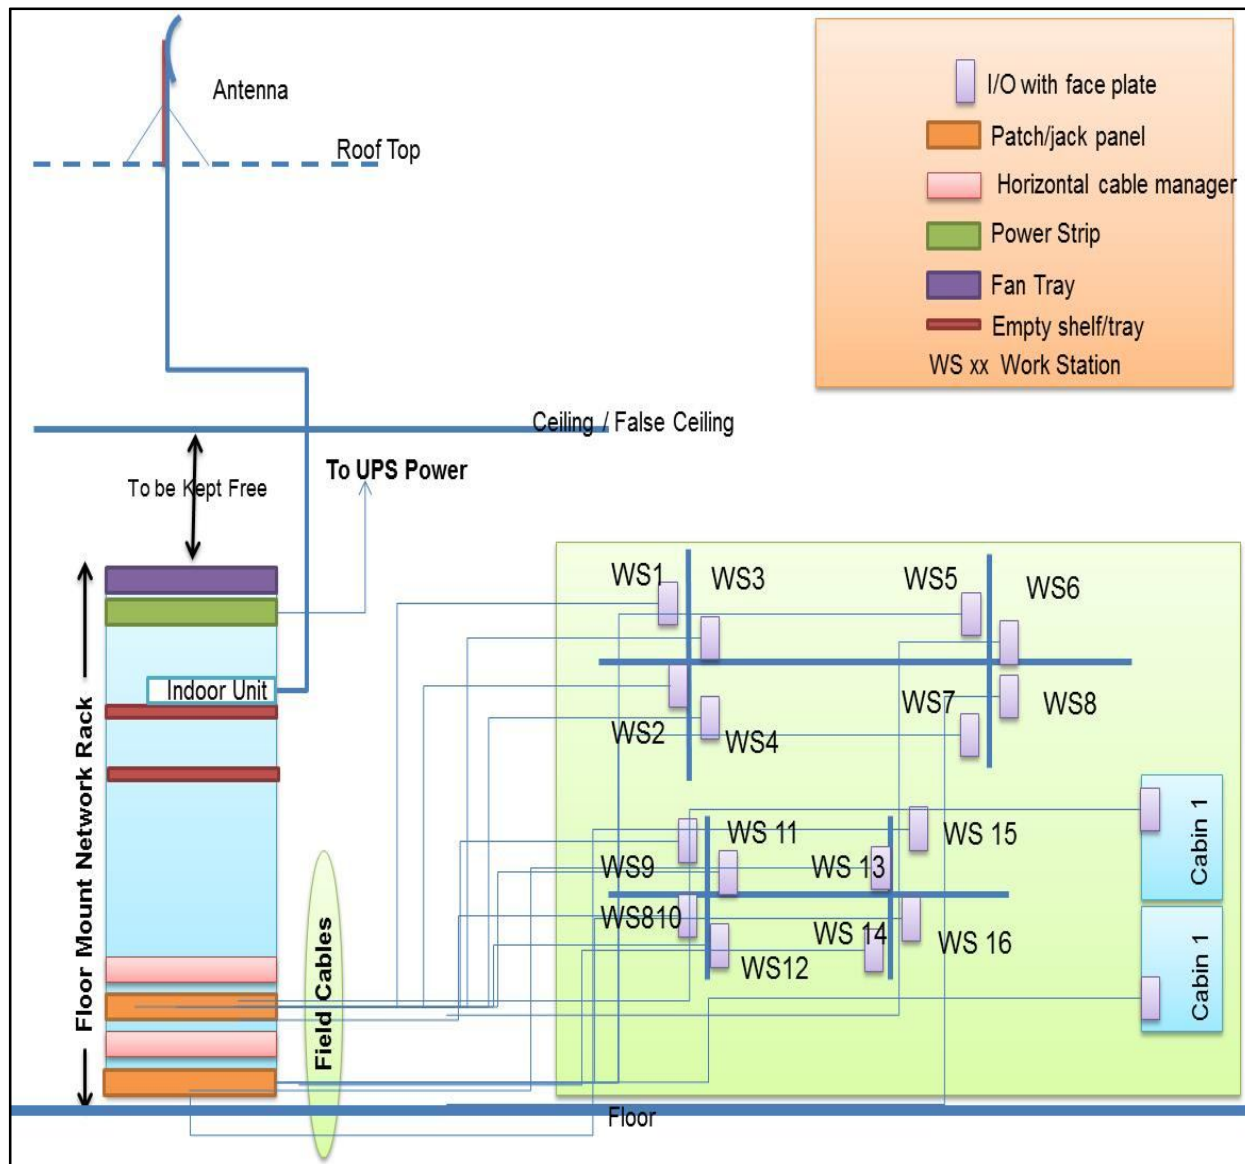 Antenna
Roof Top
I/O with face plate
Patch/jack panel
Horizontal cable manager
Power Strip
Fan Tray
Empty shelf/tray
WS xx Work Station
Ceiling / False Ceiling
To UPS Power
To be Kept Free
Floor Mount Network Rack
Indoor Unit
Field Cables
WS1
WS3
WS5
WS6
WS2
WS4
WS7
WS8
WS 11
WS 15
WS9
WS 13
WS810
WS 14
WS 16
WS12
Cabin 1
Cabin 1
Floor